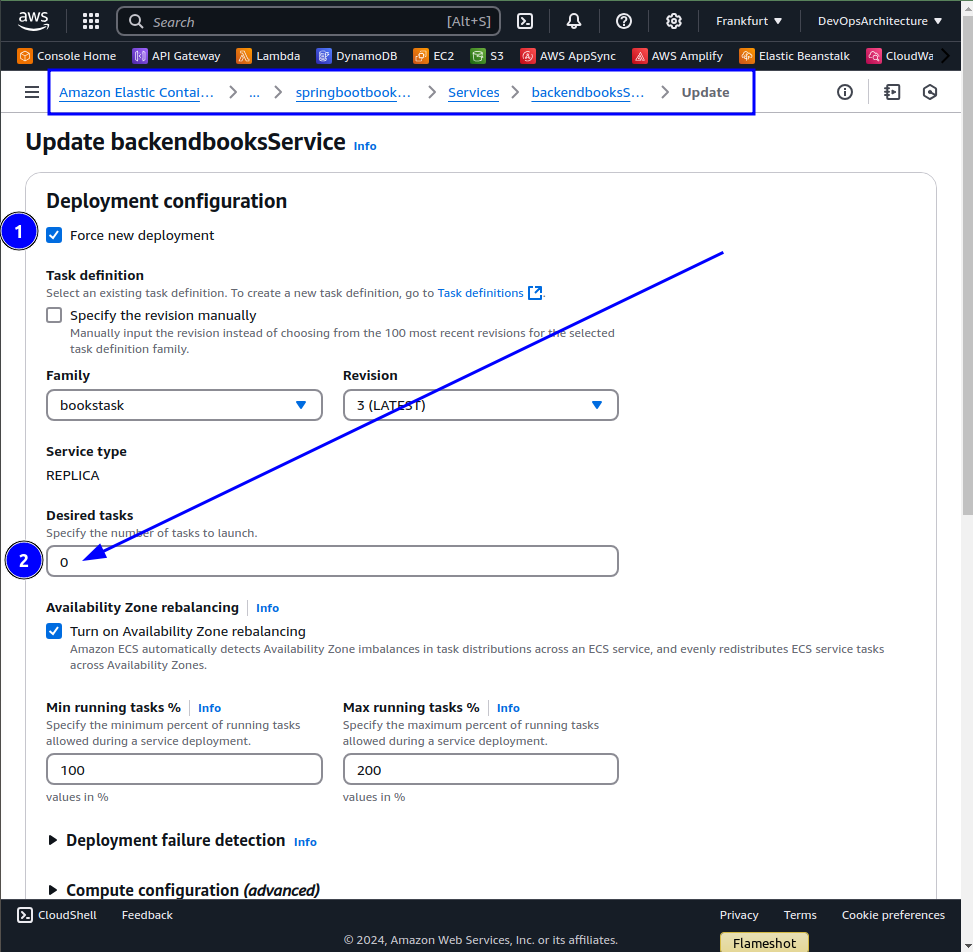 aws Search [Alt+S] Frankfurt DevOpsArchitecture
Console Home API Gateway Lambda DynamoDB EC2 S3 AWS AppSync AWS Amplify Elastic Beanstalk CloudWa
Amazon Elastic Contai... ... springbootbook... Services backendbooksS... Update
Update backendbooksService Info
Deployment configuration
1 Force new deployment
Task definition
Select an existing task definition. To create a new task definition, go to Task definitions.
Specify the revision manually
Manually input the revision instead of choosing from the 100 most recent revisions for the selected
task definition family.
Family Revision
bookstask 3 (LATEST)
Service type
REPLICA
Desired tasks
Specify the number of tasks to launch.
2 0
Availability Zone rebalancing Info
Turn on Availability Zone rebalancing
Amazon ECS automatically detects Availability Zone imbalances in task distributions across an ECS service, and evenly redistributes ECS service tasks
across Availability Zones.
Min running tasks % Info Max running tasks % Info
Specify the minimum percent of running tasks Specify the maximum percent of running tasks
allowed during a service deployment. allowed during a service deployment.
100 200
values in % values in %
Deployment failure detection Info
Compute configuration (advanced)
CloudShell Feedback Privacy Terms Cookie preferences
© 2024, Amazon Web Services, Inc. or its affiliates.
Flameshot